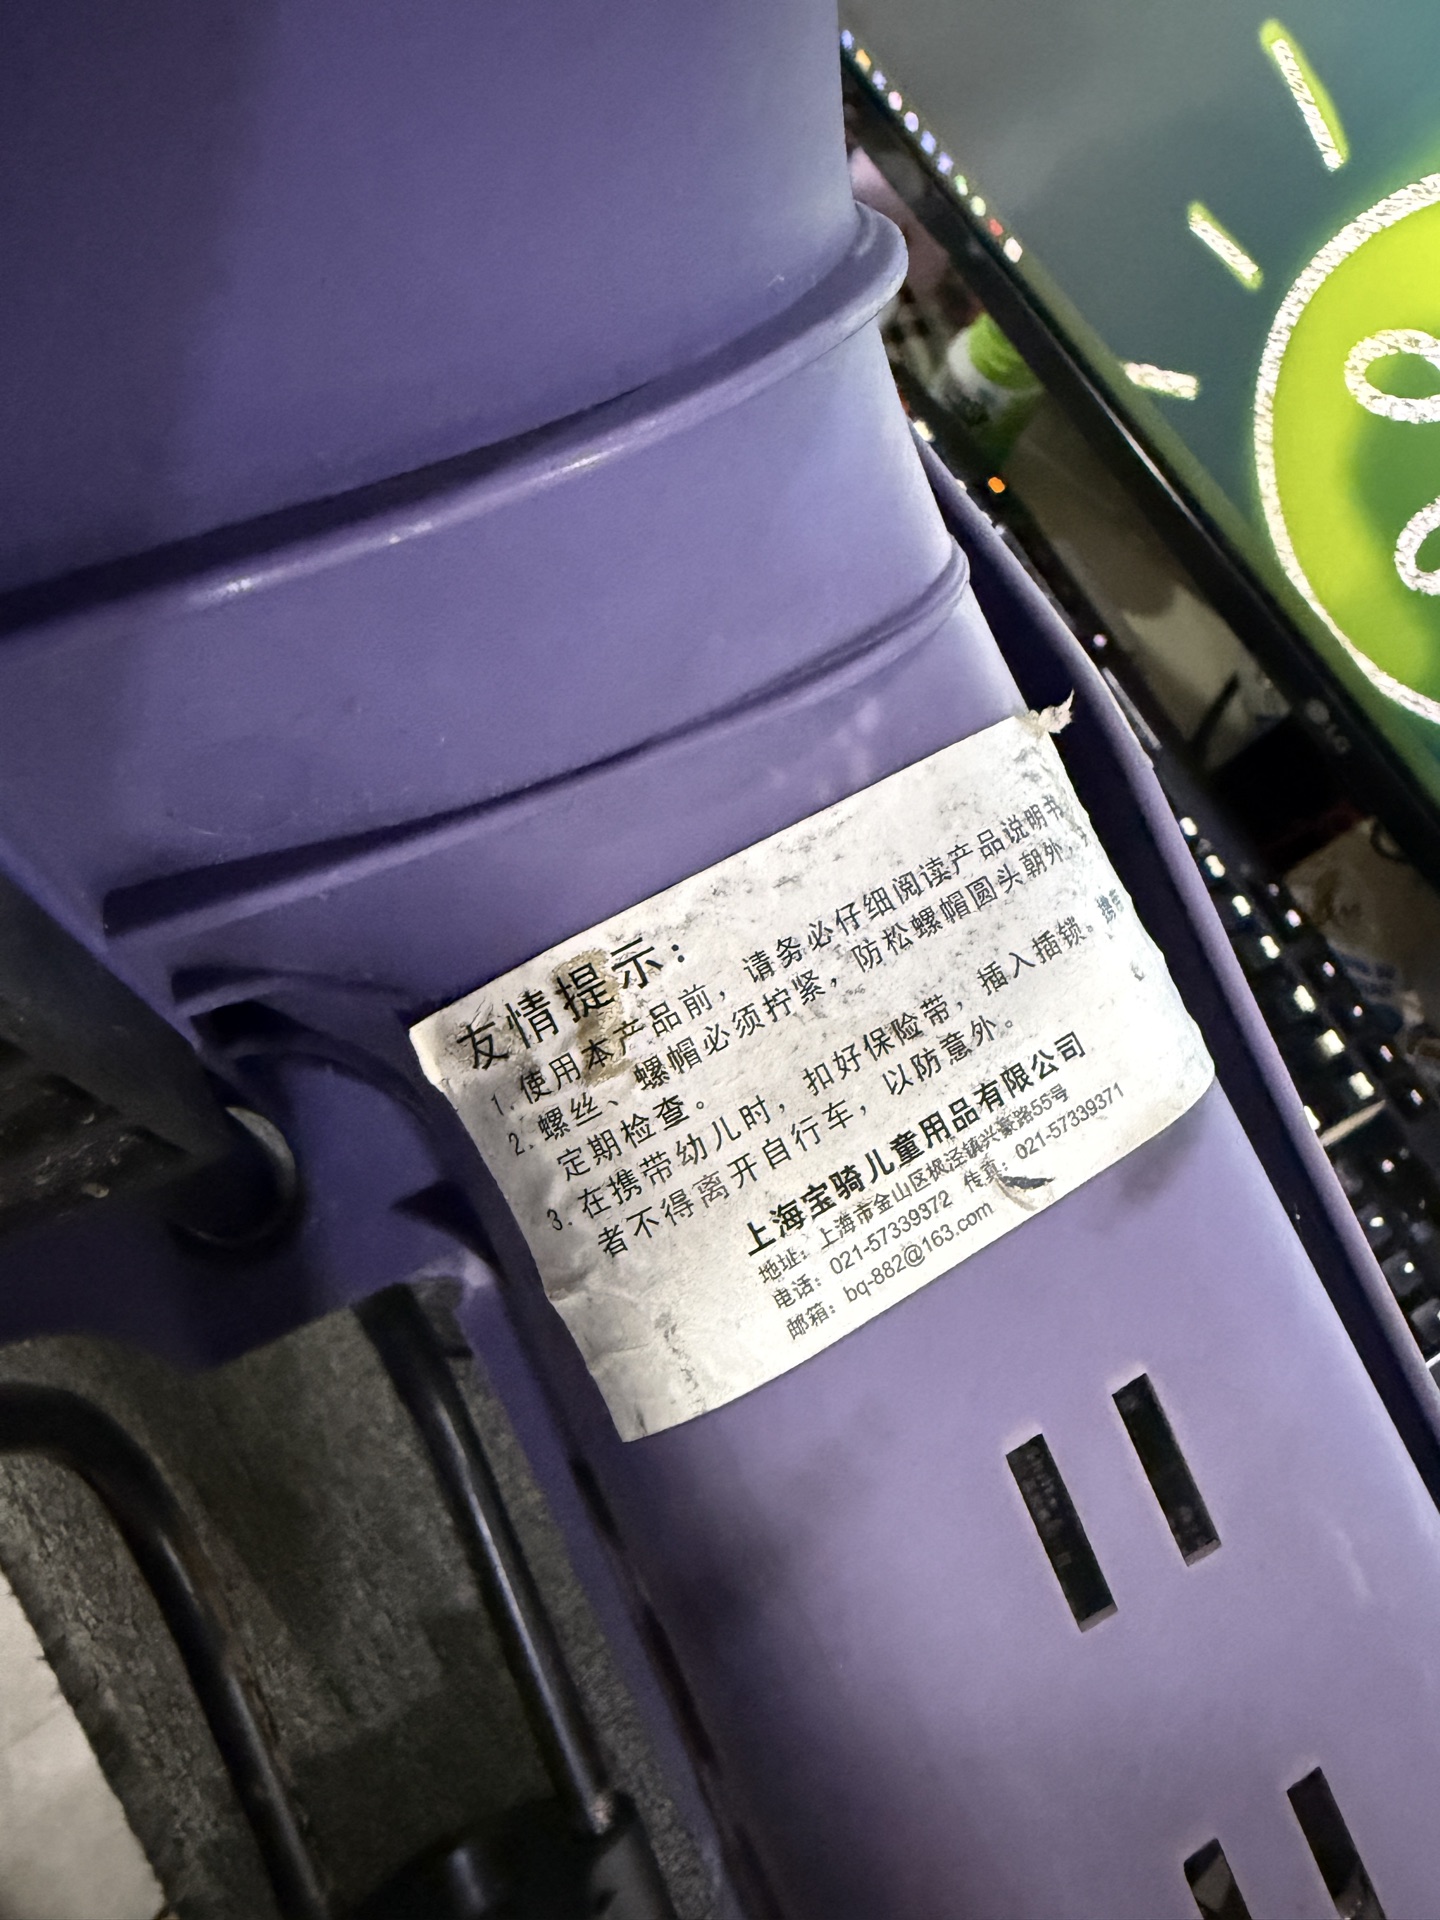 友情提示：
1. 使用本产品前，请务必仔细阅读产品说明书
2. 螺丝、螺帽必须拧紧，防松螺帽圆头朝外，
定期检查。
3. 在携带幼儿时，扣好保险带，插入插锁。携带
者不得离开自行车，以防意外。
上海宝骑儿童用品有限公司
地址：上海市金山区枫泾镇兴豪路55号
电话：021-57339372 传真：021-57339371
邮箱：bq-882@163.com
LG